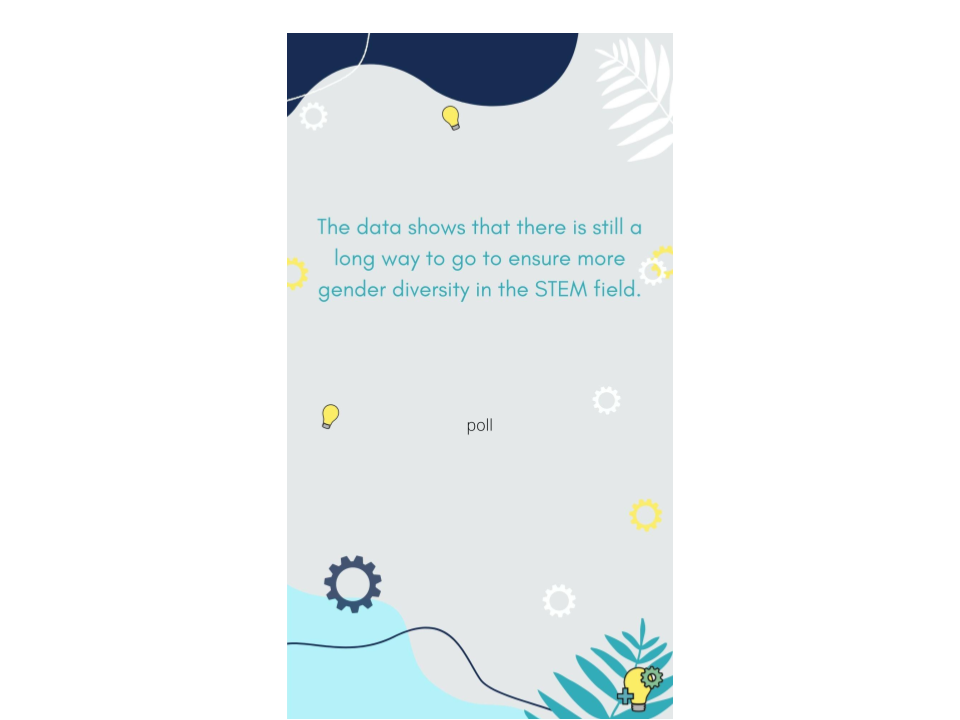 The data shows that there is still a
long way to go to ensure more
gender diversity in the STEM field.
poll